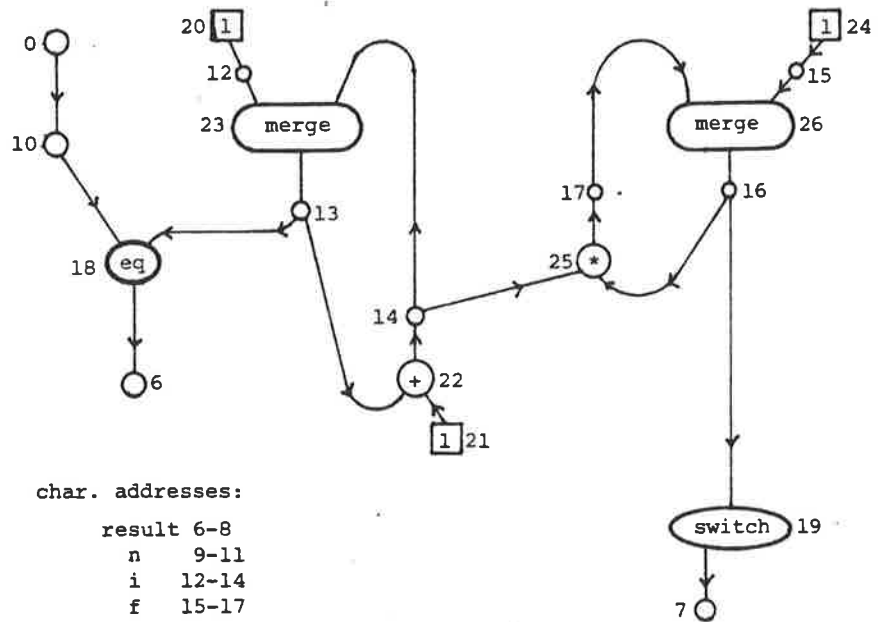 20 1
1 24
0
12
15
23 merge
merge 26
10
17
16
13
18 eq
25 *
14
6
+ 22
1 21
char. addresses:
result 6-8
n 9-11
i 12-14
f 15-17
switch 19
7